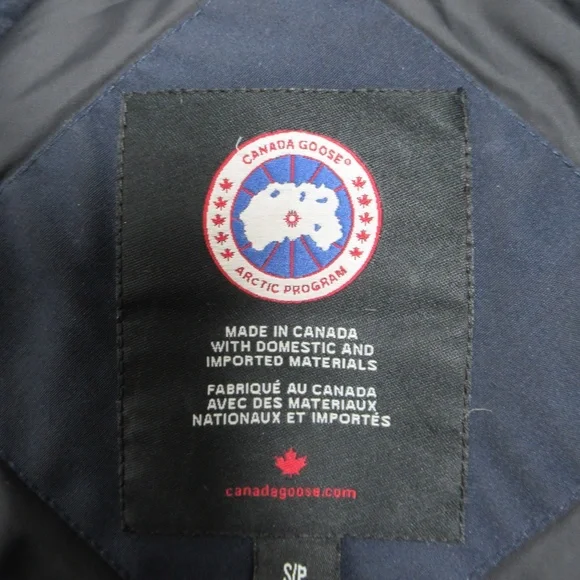 CANADA GOOSE®
ARCTIC PROGRAM
MADE IN CANADA
WITH DOMESTIC AND
IMPORTED MATERIALS
FABRIQUÉ AU CANADA
AVEC DES MATERIAUX
NATIONAUX ET IMPORTÉS
canadagoose.com
S/P